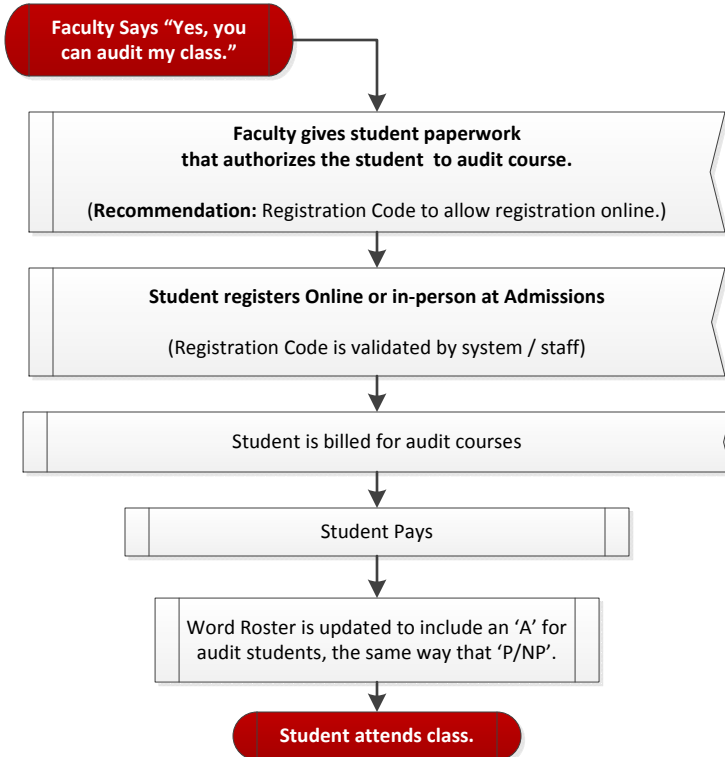 Faculty Says “Yes, you
can audit my class.”
Faculty gives student paperwork
that authorizes the student to audit course.
(Recommendation: Registration Code to allow registration online.)
Student registers Online or in-person at Admissions
(Registration Code is validated by system / staff)
Student is billed for audit courses
Student Pays
Word Roster is updated to include an ‘A’ for
audit students, the same way that ‘P/NP’.
Student attends class.